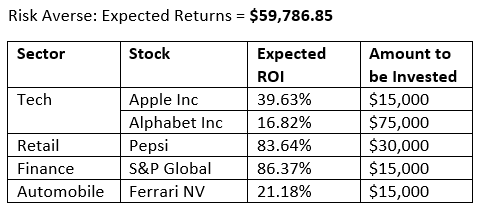 Risk Averse: Expected Returns = $59,786.85
Sector Stock Expected ROI Amount to be Invested
Tech Apple Inc 39.63% $15,000
Alphabet Inc 16.82% $75,000
Retail Pepsi 83.64% $30,000
Finance S&P Global 86.37% $15,000
Automobile Ferrari NV 21.18% $15,000